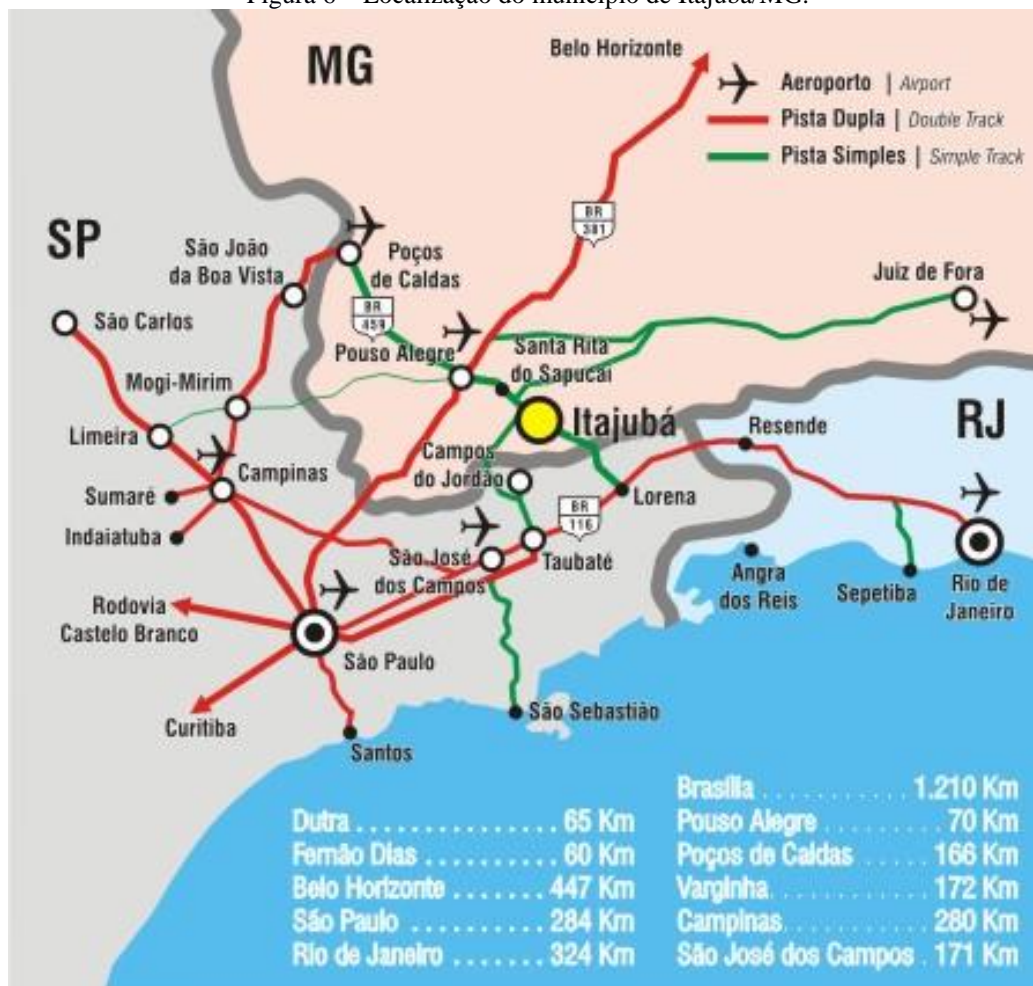 Figura 6 – Localização do município de Itajubá/MG.
MG
Belo Horizonte
Aeroporto | Airport
Pista Dupla | Double Track
Pista Simples | Simple Track
BR
381
SP
São João
da Boa Vista
Poços
de Caldas
Juiz de Fora
BR
459
São Carlos
Pouso Alegre
Santa Rita
do Sapucaí
Mogi-Mirim
Itajubá
RJ
Limeira
Resende
Campos
do Jordão
Campinas
Sumaré
Lorena
BR
116
Indaiatuba
São José
dos Campos
Taubaté
Angra
dos Reis
Sepetiba
Rio de
Janeiro
Rodovia
Castelo Branco
São Paulo
São Sebastião
Curitiba
Santos
Dutra . . . . . . . . . . . . . . . 65 Km
Fernão Dias . . . . . . . . . . 60 Km
Belo Horizonte . . . . . . . 447 Km
São Paulo . . . . . . . . . . . 284 Km
Rio de Janeiro . . . . . . . 324 Km
Brasília . . . . . . . . . . . 1.210 Km
Pouso Alegre . . . . . . . . . 70 Km
Poços de Caldas . . . . . . 166 Km
Varginha . . . . . . . . . . . . 172 Km
Campinas . . . . . . . . . . . 280 Km
São José dos Campos . 171 Km